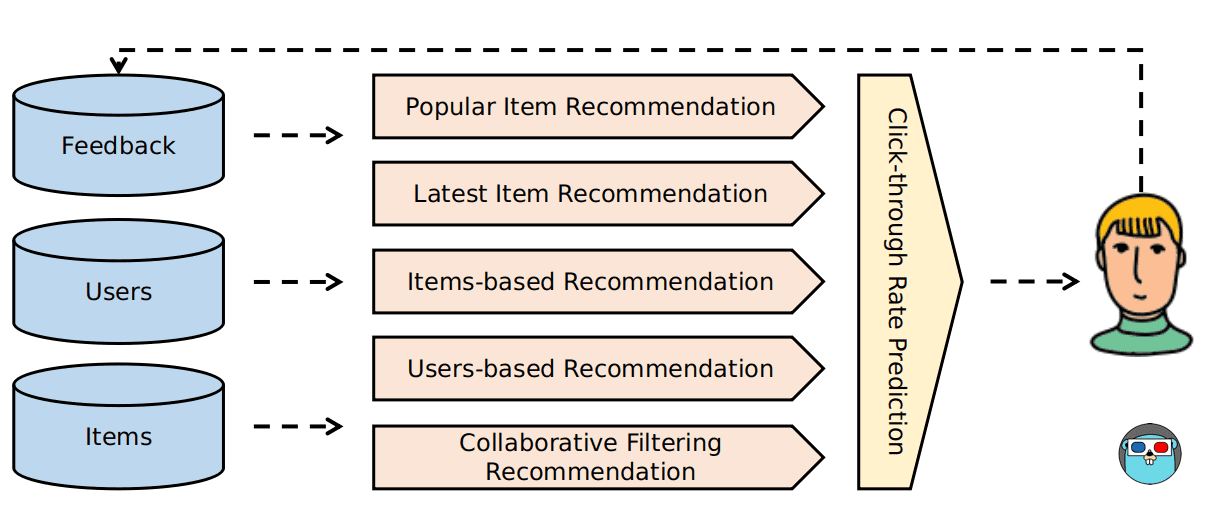 Feedback
Users
Items
Popular Item Recommendation
Latest Item Recommendation
Items-based Recommendation
Users-based Recommendation
Collaborative Filtering
Recommendation
Click-through Rate Prediction